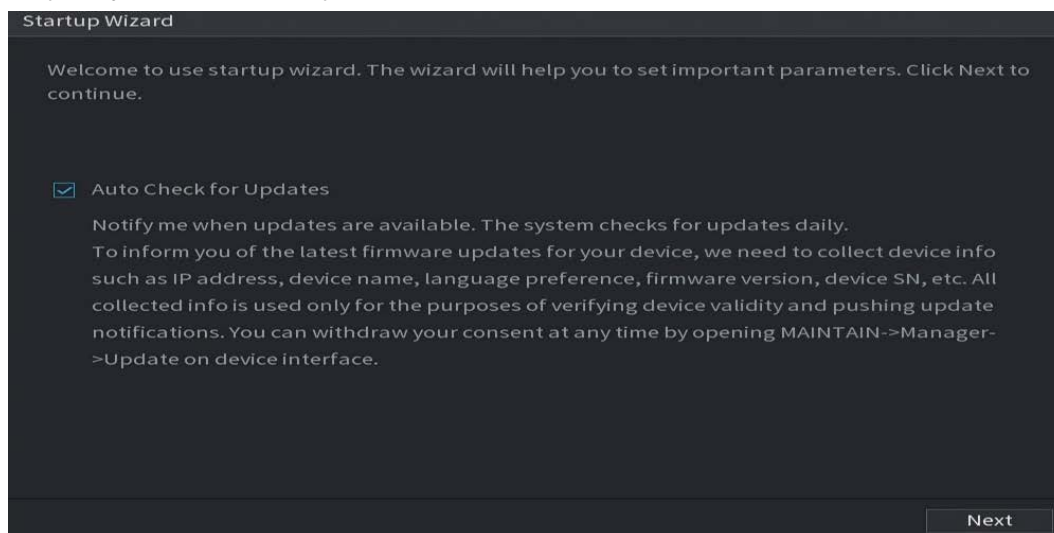 Startup Wizard
Welcome to use startup wizard. The wizard will help you to set important parameters. Click Next to
continue.
Auto Check for Updates
Notify me when updates are available. The system checks for updates daily.
To inform you of the latest firmware updates for your device, we need to collect device info
such as IP address, device name, language preference, firmware version, device SN, etc. All
collected info is used only for the purposes of verifying device validity and pushing update
notifications. You can withdraw your consent at any time by opening MAINTAIN->Manager-
>Update on device interface.
Next